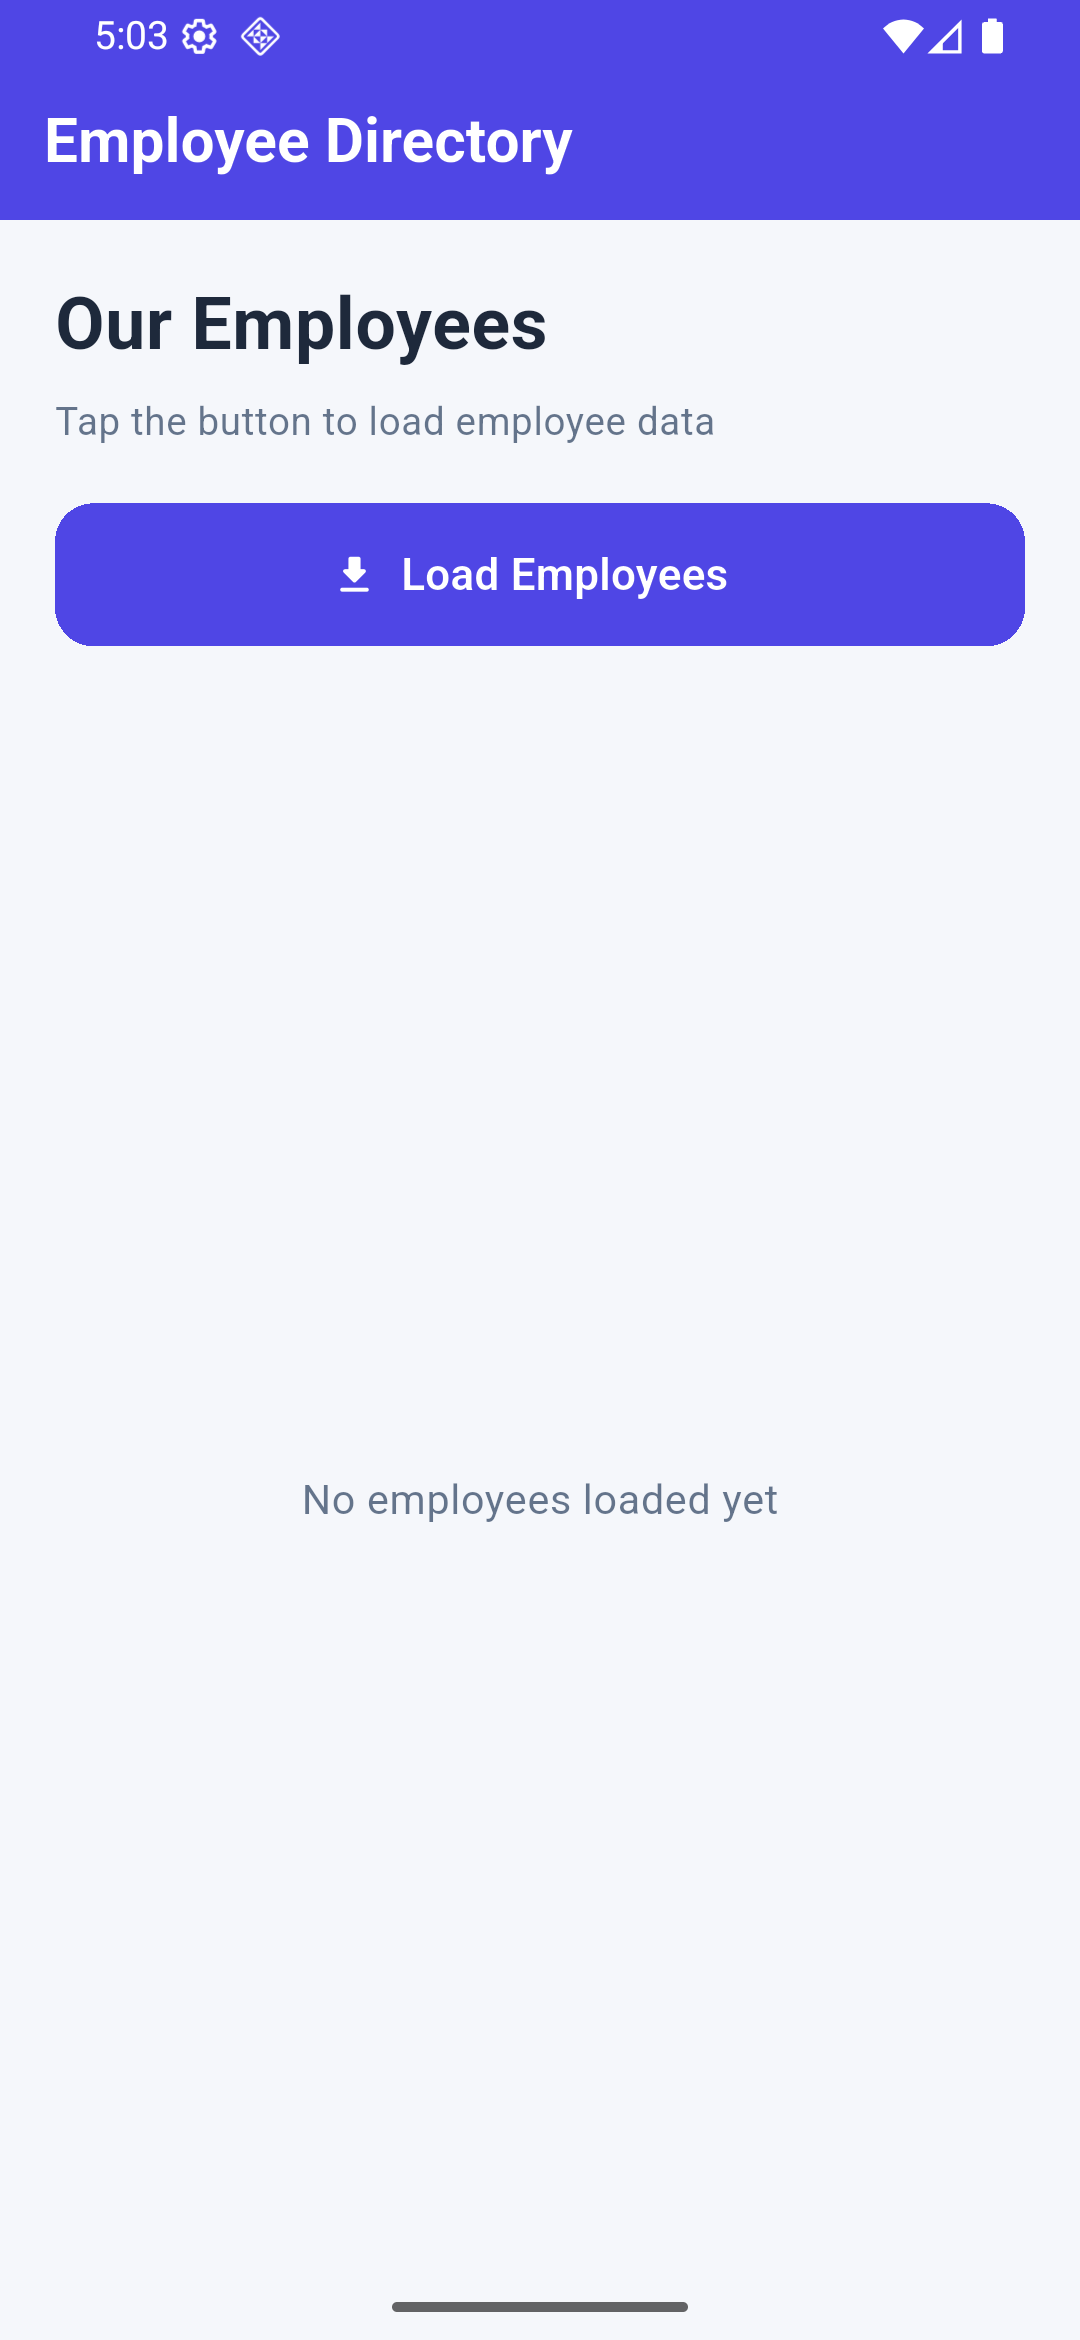 5:03
Employee Directory
Our Employees
Tap the button to load employee data
Load Employees
No employees loaded yet